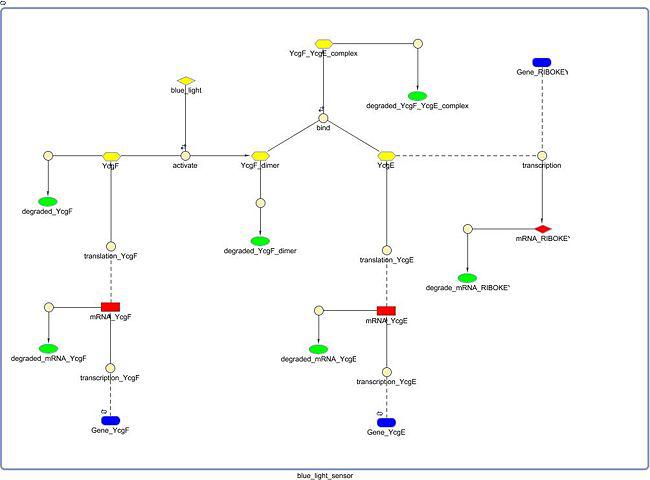 YcgF_YcgE_complex
Gene_RIBOKEY
blue_light
degraded_YcgF_YcgE_complex
bind
YcgF
activate
YcgF_dimer
YcgE
transcription
degraded_YcgF
mRNA_RIBOKEY
degraded_YcgF_dimer
translation_YcgF
translation_YcgE
degrade_mRNA_RIBOKEY
mRNA_YcgF
mRNA_YcgE
degraded_mRNA_YcgF
degraded_mRNA_YcgE
transcription_YcgF
transcription_YcgE
Gene_YcgF
Gene_YcgE
blue_light_sensor